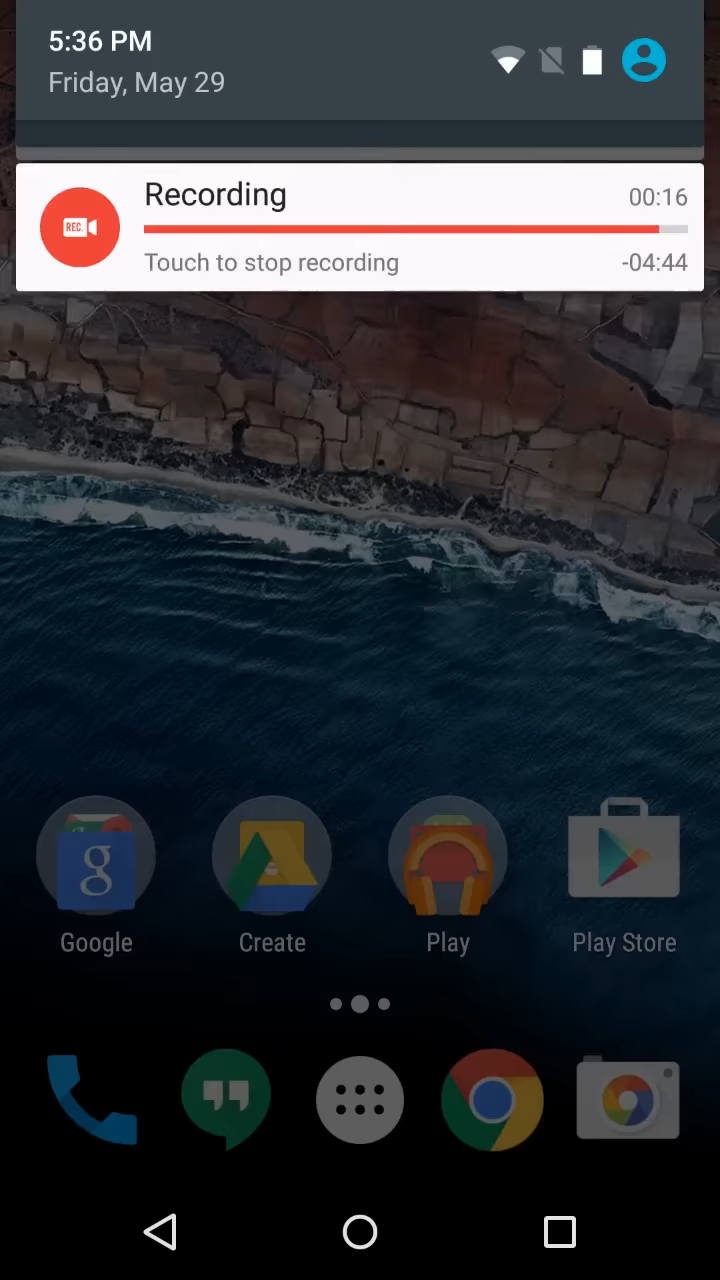 5:36 PM
Friday, May 29
REC.
Recording
00:16
Touch to stop recording
-04:44
g
Google
Create
Play
Play Store